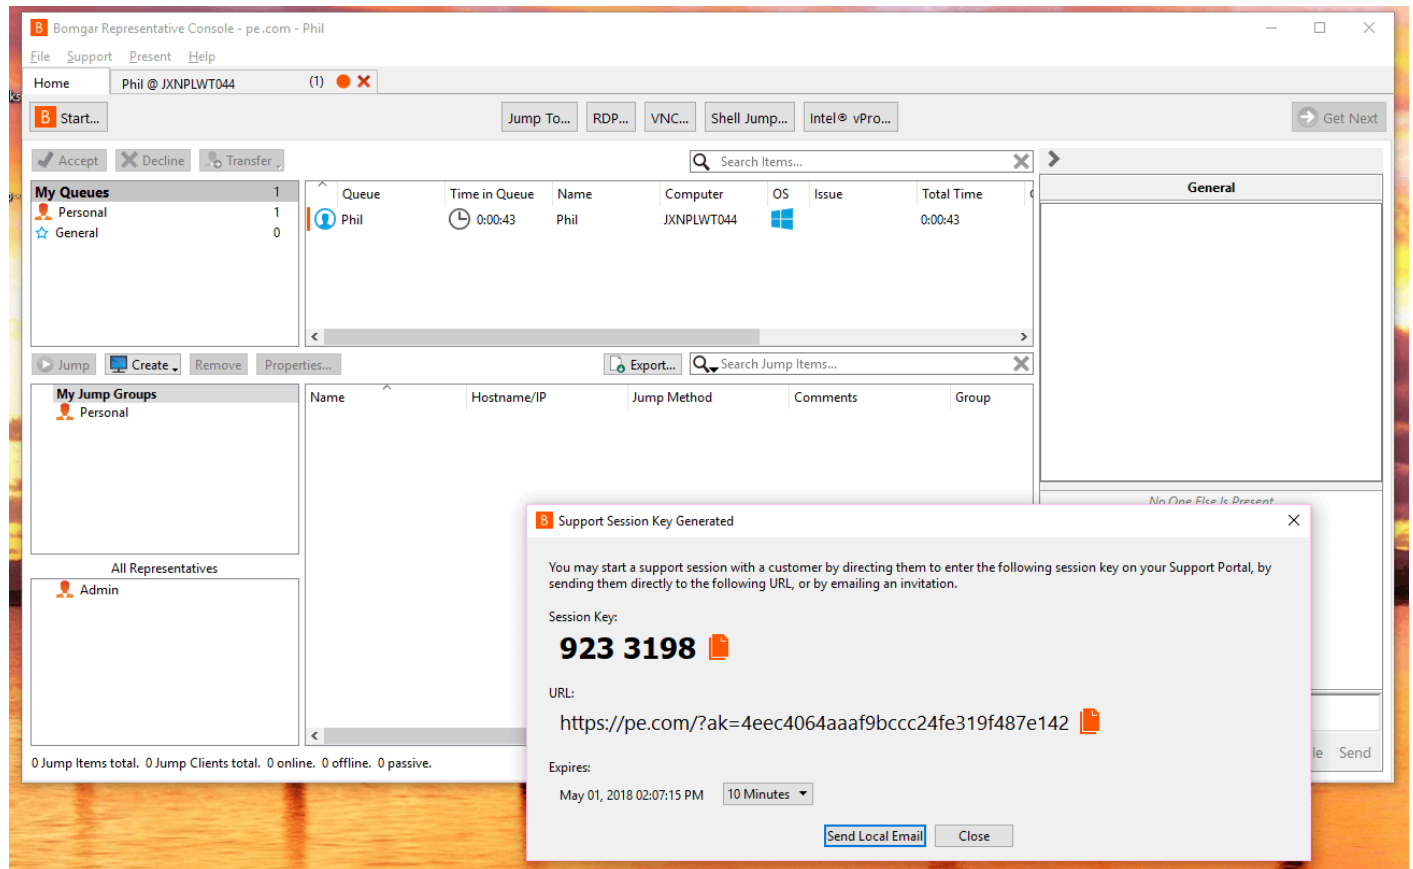 B Bomgar Representative Console - pe.com - Phil
File Support Present Help
Home Phil @ JXNPLWT044 (1)
B Start... Jump To... RDP... VNC... Shell Jump... Intel® vPro... Get Next
Accept Decline Transfer Search Items...
My Queues 1
Personal 1
General 0
Queue Time in Queue Name Computer OS Issue Total Time
Phil 0:00:43 Phil JXNPLWT044 0:00:43
General
Jump Create Remove Properties... Export... Search Jump Items...
My Jump Groups
Personal
Name Hostname/IP Jump Method Comments Group
No One Else Is Present
All Representatives
Admin
B Support Session Key Generated
You may start a support session with a customer by directing them to enter the following session key on your Support Portal, by
sending them directly to the following URL, or by emailing an invitation.
Session Key:
923 3198
URL:
https://pe.com/?ak=4eec4064aaaf9bccc24fe319f487e142
Expires:
May 01, 2018 02:07:15 PM 10 Minutes
Send Local Email Close
Send
0 Jump Items total. 0 Jump Clients total. 0 online. 0 offline. 0 passive.